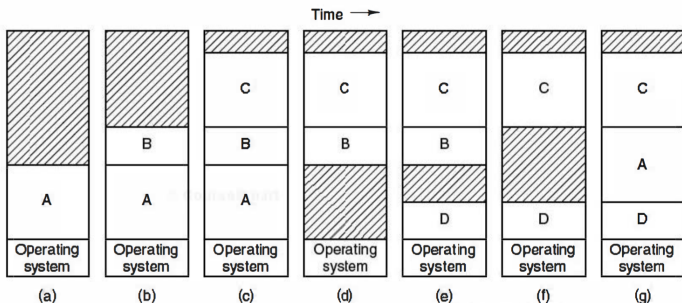 Time
C
C
C
C
C
B
B
B
B
A
A
A
A
D
D
D
Operating system
Operating system
Operating system
Operating system
Operating system
Operating system
Operating system
(a)
(b)
(c)
(d)
(e)
(f)
(g)